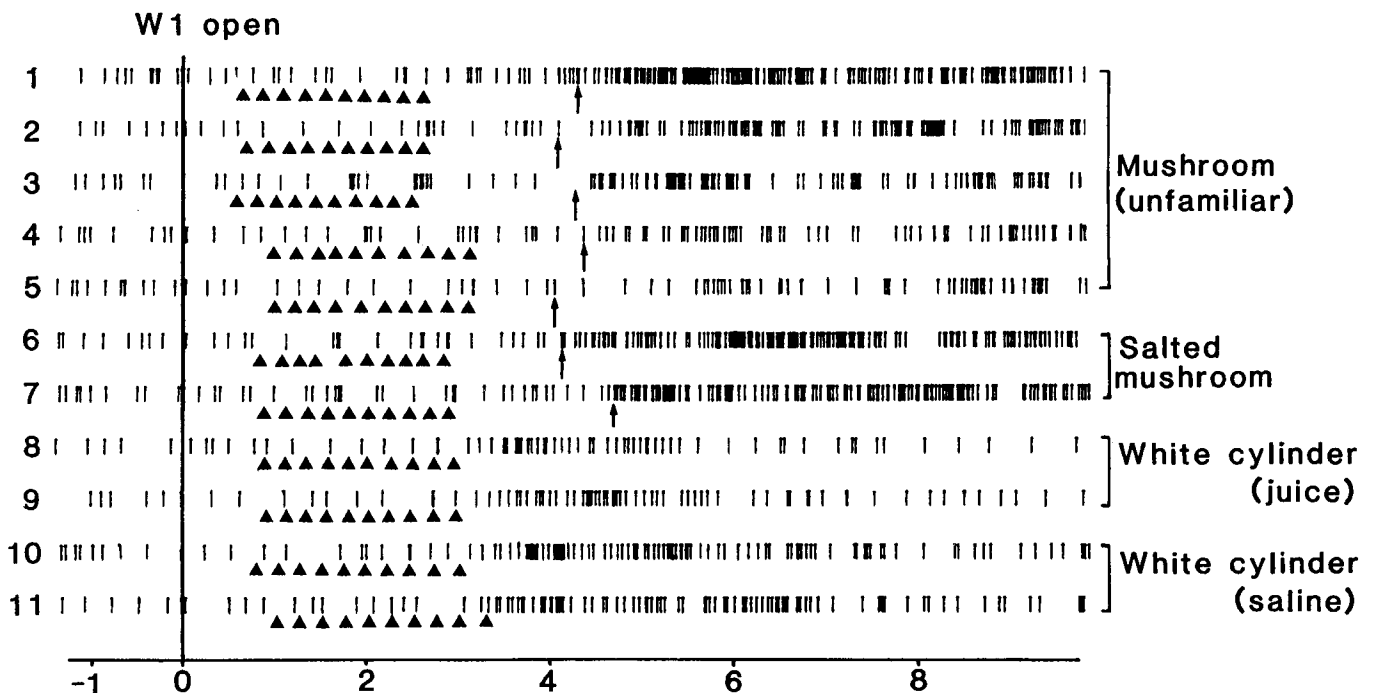 W1 open
1
2
3
4
5
6
7
8
9
10
11
Mushroom
(unfamiliar)
Salted
mushroom
White cylinder
(juice)
White cylinder
(saline)
-1 0 2 4 6 8